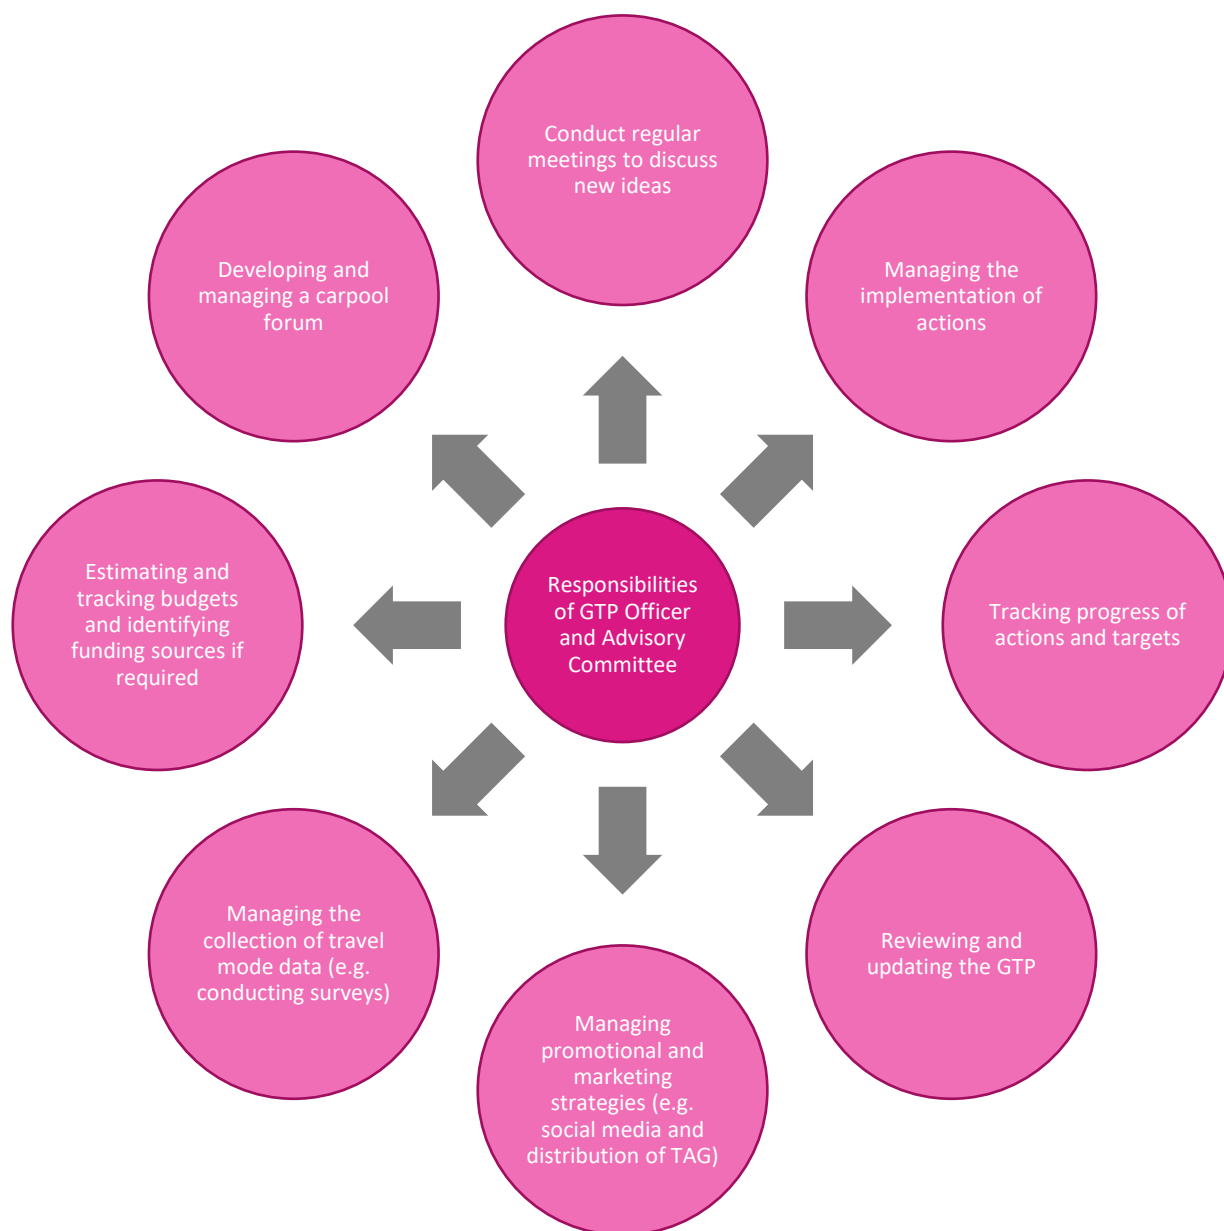 Conduct regular
meetings to discuss
new ideas
Managing the
implementation of
actions
Tracking progress of
actions and targets
Reviewing and
updating the GTP
Managing
promotional and
marketing
strategies (e.g.
social media and
distribution of TAG)
Managing the
collection of travel
mode data (e.g.
conducting surveys)
Estimating and
tracking budgets
and identifying
funding sources if
required
Developing and
managing a carpool
forum
Responsibilities
of GTP Officer
and Advisory
Committee